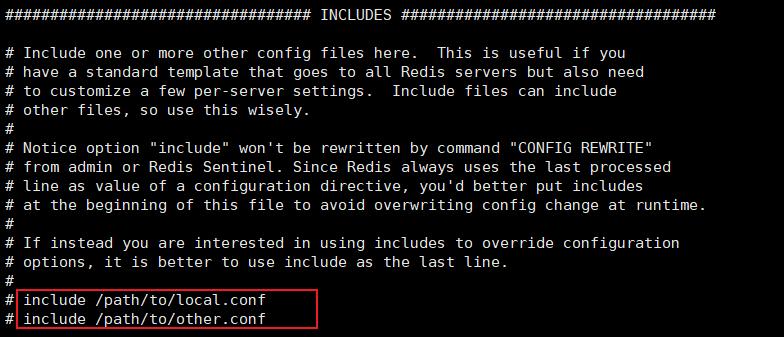 ################################## INCLUDES ###################################
# Include one or more other config files here.  This is useful if you
# have a standard template that goes to all Redis servers but also need
# to customize a few per-server settings.  Include files can include
# other files, so use this wisely.
#
# Notice option "include" won't be rewritten by command "CONFIG REWRITE"
# from admin or Redis Sentinel. Since Redis always uses the last processed
# line as value of a configuration directive, you'd better put includes
# at the beginning of this file to avoid overwriting config change at runtime.
#
# If instead you are interested in using includes to override configuration
# options, it is better to use include as the last line.
#
# include /path/to/local.conf
# include /path/to/other.conf